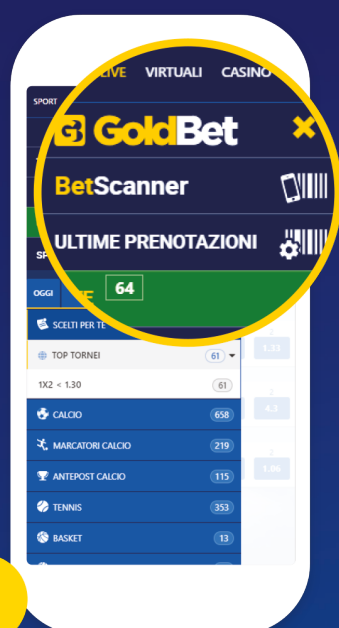 LIVE VIRTUALI CASINO
SPORT
GoldBet
BetScanner
ULTIME PRENOTAZIONI
SP
OGGI
64
SCELTI PER TE
TOP TORNEI 61
1X2 < 1.30 61
CALCIO 658
MARCATORI CALCIO 219
ANTEPOST CALCIO 115
TENNIS 353
BASKET 13
2
1.33
2
4.3
2
1.06